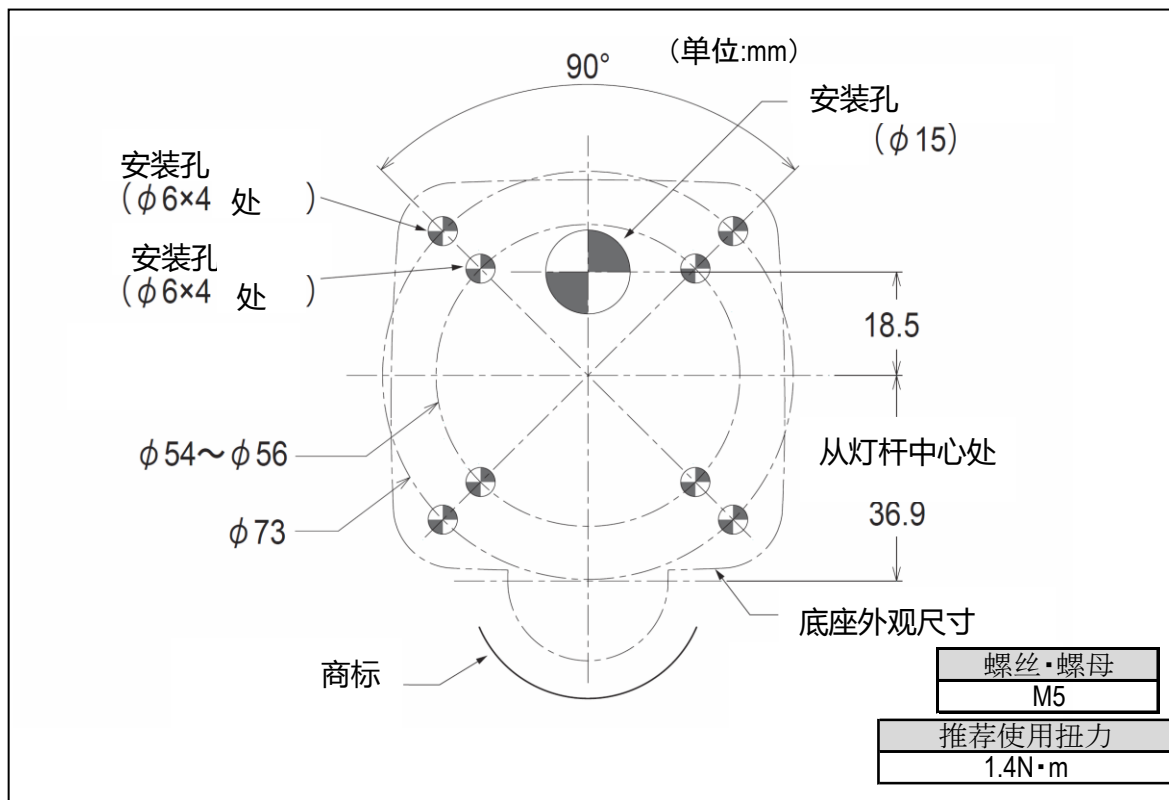 （单位:mm）
90°
安装孔
（ϕ15）
安装孔
（ϕ6×4 处 ）
安装孔
（ϕ6×4 处 ）
18.5
ϕ54～ϕ56
从灯杆中心处
ϕ73
36.9
底座外观尺寸
商标
螺丝·螺母
M5
推荐使用扭力
1.4N·m